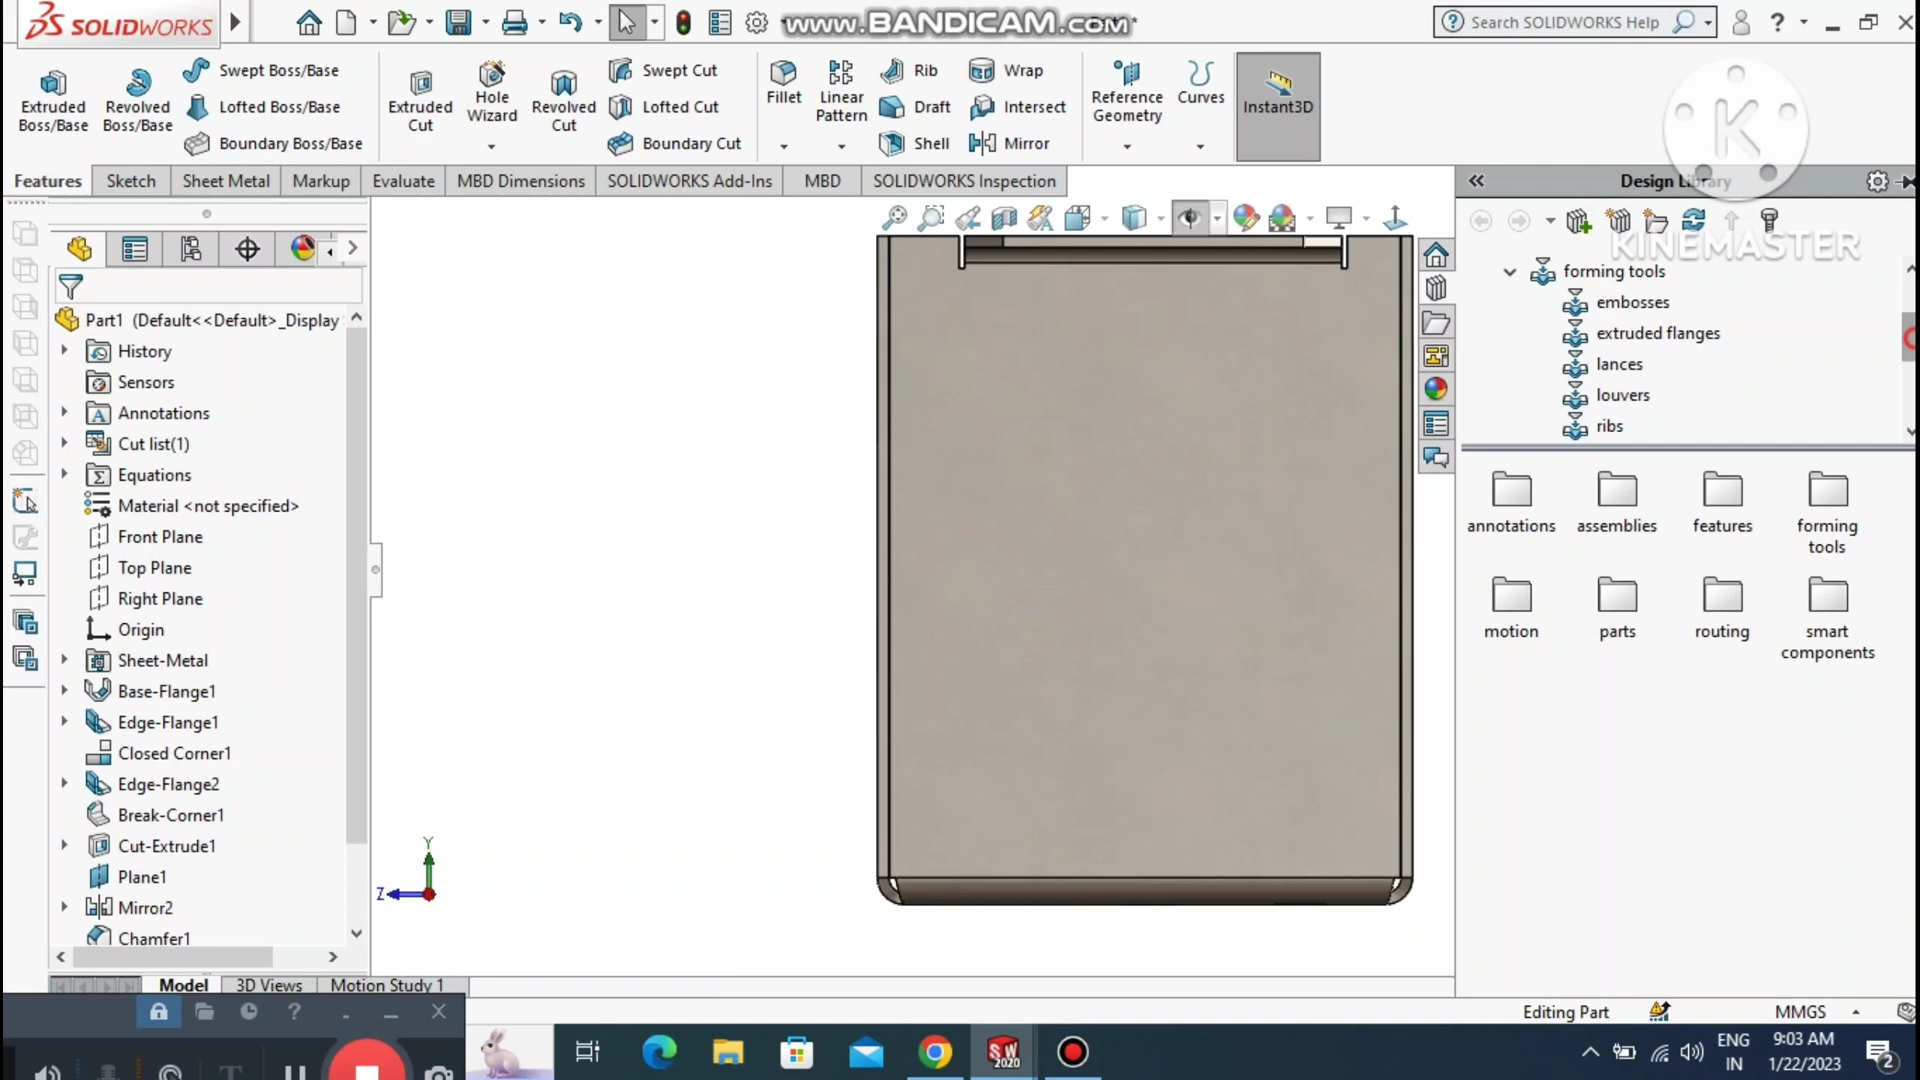 SOLIDWORKS
www.BANDICAM.com
Search SOLIDWORKS Help
?
Extruded Boss/Base
Revolved Boss/Base
Swept Boss/Base
Lofted Boss/Base
Boundary Boss/Base
Extruded Cut
Hole Wizard
Revolved Cut
Swept Cut
Lofted Cut
Boundary Cut
Fillet
Linear Pattern
Rib
Draft
Shell
Wrap
Intersect
Mirror
Reference Geometry
Curves
Instant3D
K
KINEMASTER
Features
Sketch
Sheet Metal
Markup
Evaluate
MBD Dimensions
SOLIDWORKS Add-Ins
MBD
SOLIDWORKS Inspection
Design Library
Part1 (Default<<Default>_Display
History
Sensors
Annotations
Cut list(1)
Equations
Material <not specified>
Front Plane
Top Plane
Right Plane
Origin
Sheet-Metal
Base-Flange1
Edge-Flange1
Closed Corner1
Edge-Flange2
Break-Corner1
Cut-Extrude1
Plane1
Mirror2
Chamfer1
Y
Z
forming tools
embosses
extruded flanges
lances
louvers
ribs
annotations
assemblies
features
forming tools
motion
parts
routing
smart components
Model
3D Views
Motion Study 1
Editing Part
MMGS
SW 2020
ENG
IN
9:03 AM
1/22/2023
2